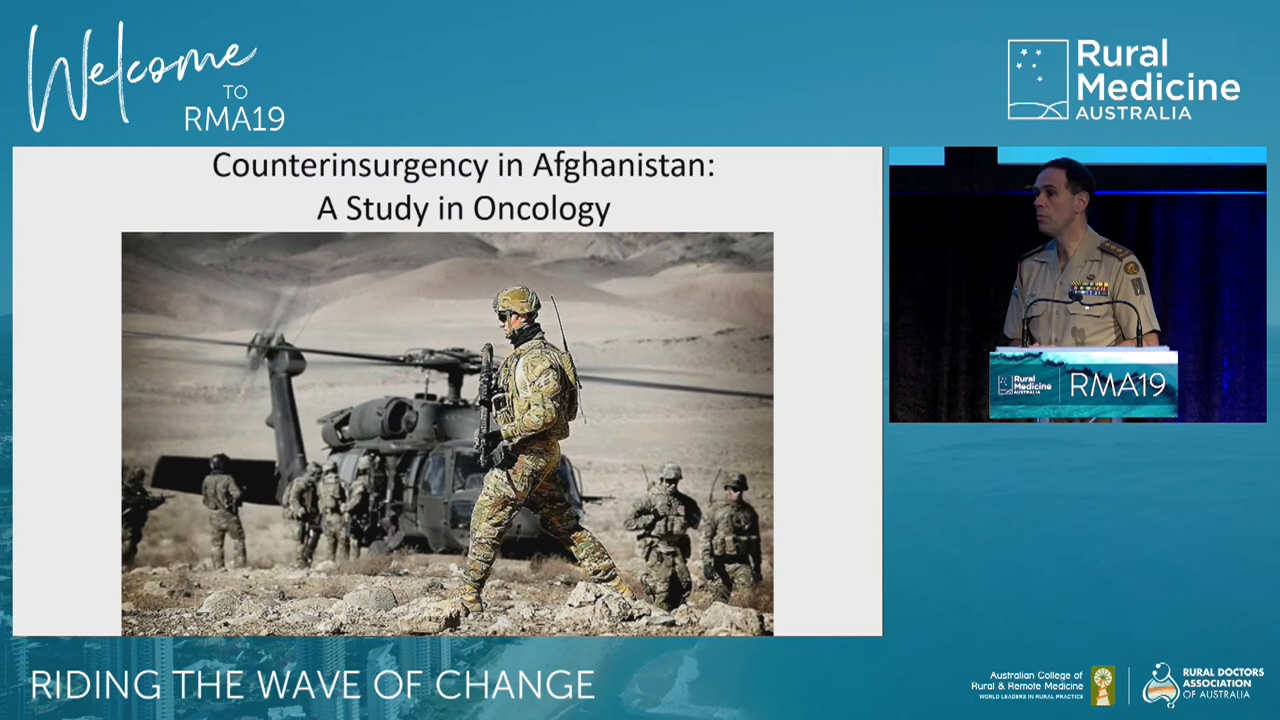 Welcome
TO
RMA19
Rural
Medicine
AUSTRALIA
Counterinsurgency in Afghanistan:
A Study in Oncology
Rural
Medicine
AUSTRALIA
RMA19
RIDING THE WAVE OF CHANGE
Australian College of
Rural & Remote Medicine
WORLD LEADERS IN RURAL PRACTICE
RURAL DOCTORS
ASSOCIATION
OF AUSTRALIA